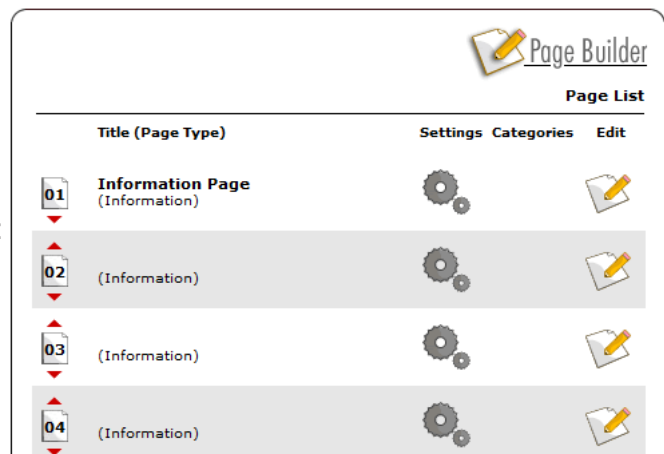 Page Builder
Page List
Title (Page Type) Settings Categories Edit
01 Information Page
(Information)
02 (Information)
03 (Information)
04 (Information)